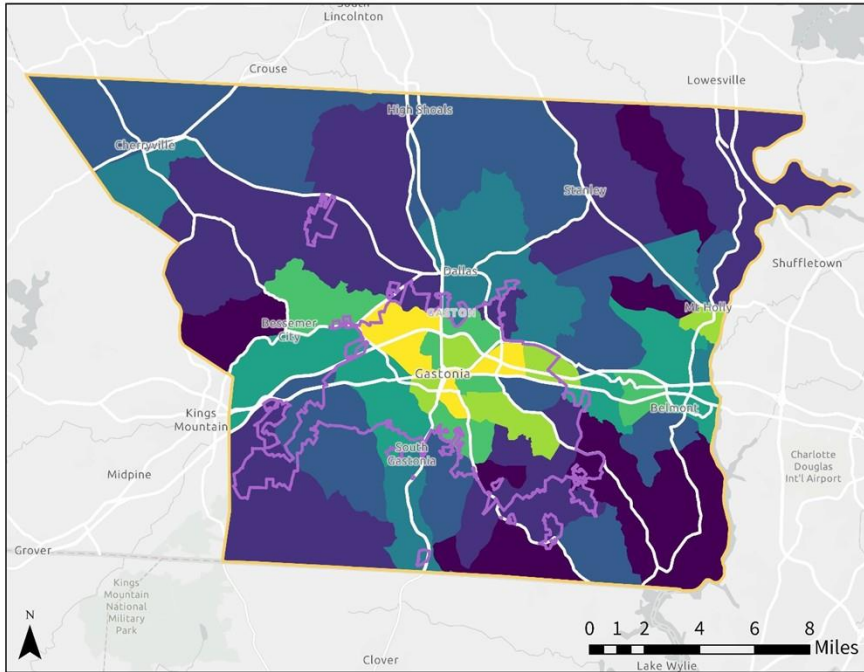 South
Lincolnton
Crouse
Lowesville
High Shoals
Cherryville
Stanley
Shuffletown
Dallas
Mt Holly
GASTON
Bessemer
City
Gastonia
Belmont
Kings
Mountain
South
Gastonia
Midpine
Charlotte
Douglas
Int'l Airport
Grover
Kings
Mountain
National
Military
Park
N
0 1 2 4 6 8
Miles
Clover
Lake Wylie